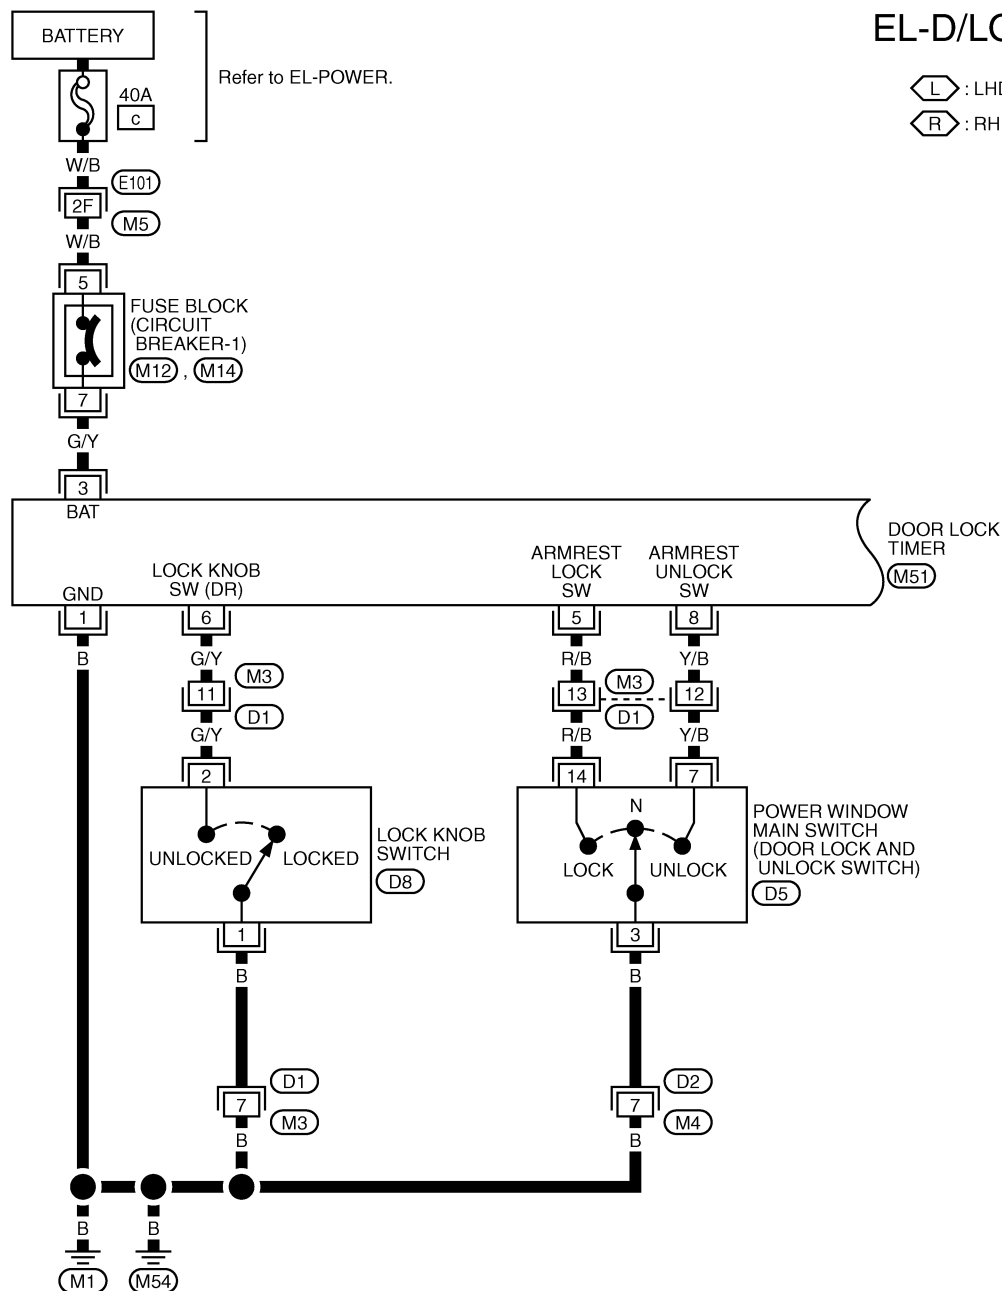 BATTERY
EL-D/LO
Refer to EL-POWER.
40A
c
L : LHD
R : RH
W/B
E101
2F
M5
W/B
5
FUSE BLOCK
(CIRCUIT
BREAKER-1)
M12 , M14
7
G/Y
3
BAT
DOOR LOCK
TIMER
M51
LOCK KNOB
SW (DR)
ARMREST
LOCK
SW
ARMREST
UNLOCK
SW
GND
1
6
5
8
B
G/Y
R/B
Y/B
11
M3
D1
13
M3
D1
12
G/Y
R/B
Y/B
2
14
7
UNLOCKED
LOCKED
LOCK KNOB
SWITCH
D8
N
LOCK
UNLOCK
POWER WINDOW
MAIN SWITCH
(DOOR LOCK AND
UNLOCK SWITCH)
D5
1
3
B
B
D1
7
M3
D2
7
M4
B
B
B
B
M1
M54